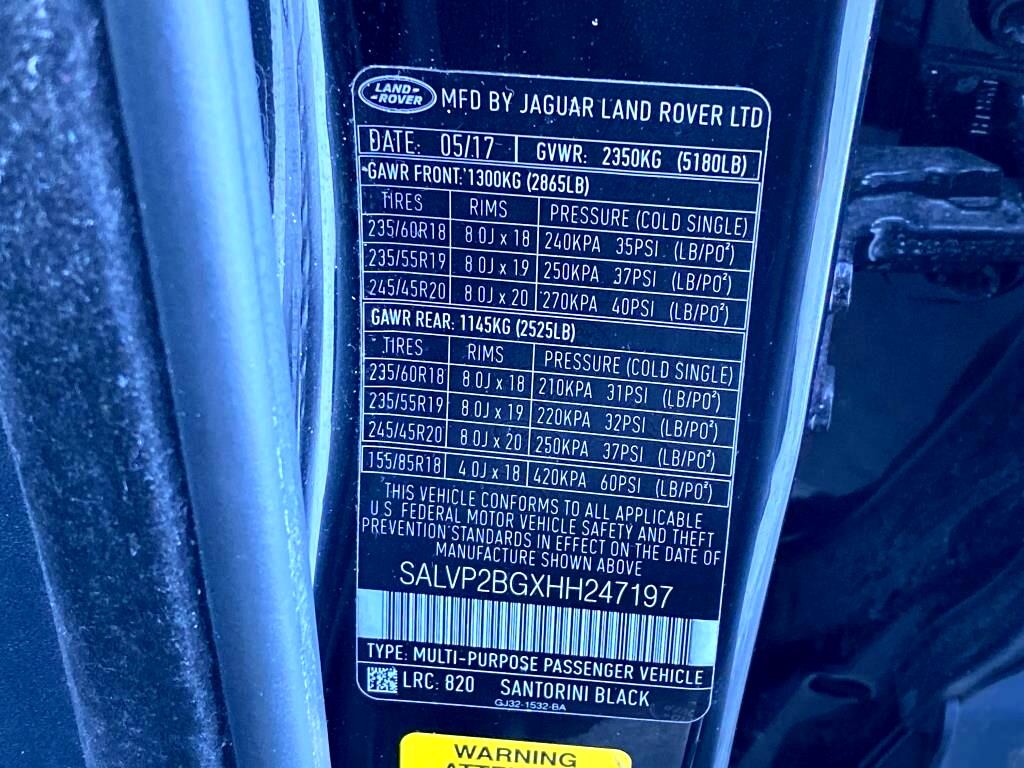 LAND-
-ROVER
MFD BY JAGUAR LAND ROVER LTD
DATE: 05/17 GVWR: 2350KG (5180LB)
GAWR FRONT: 1300KG (2865LB)
TIRES RIMS PRESSURE (COLD SINGLE)
235/60R18 8.0J x 18 240KPA 35PSI (LB/PO²)
235/55R19 8.0J x 19 250KPA 37PSI (LB/PO²)
245/45R20 8.0J x 20 270KPA 40PSI (LB/PO²)
GAWR REAR: 1145KG (2525LB)
TIRES RIMS PRESSURE (COLD SINGLE)
235/60R18 8.0J x 18 210KPA 31PSI (LB/PO²)
235/55R19 8.0J x 19 220KPA 32PSI (LB/PO²)
245/45R20 8.0J x 20 250KPA 37PSI (LB/PO²)
155/85R18 4.0J x 18 420KPA 60PSI (LB/PO²)
THIS VEHICLE CONFORMS TO ALL APPLICABLE
U.S. FEDERAL MOTOR VEHICLE SAFETY AND THEFT
PREVENTION STANDARDS IN EFFECT ON THE DATE OF
MANUFACTURE SHOWN ABOVE
SALVP2BGXHH247197
TYPE: MULTI-PURPOSE PASSENGER VEHICLE
LRC: 820 SANTORINI BLACK
GJ32-1532-BA
WARNING